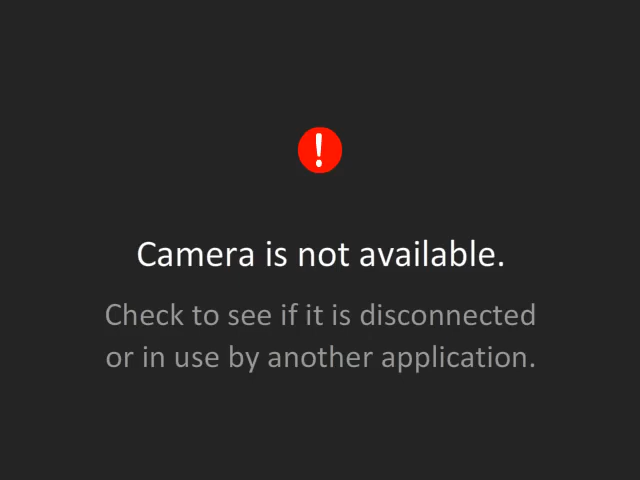 Camera is not available.
Check to see if it is disconnected
or in use by another application.